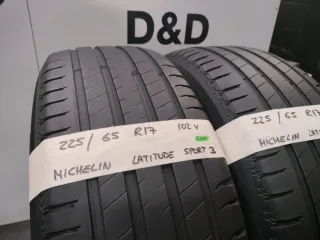 D&D
225/65 R17 102 V
MICHELIN LATITUDE SPORT 3
225/65 R17
MICHELIN LATITU